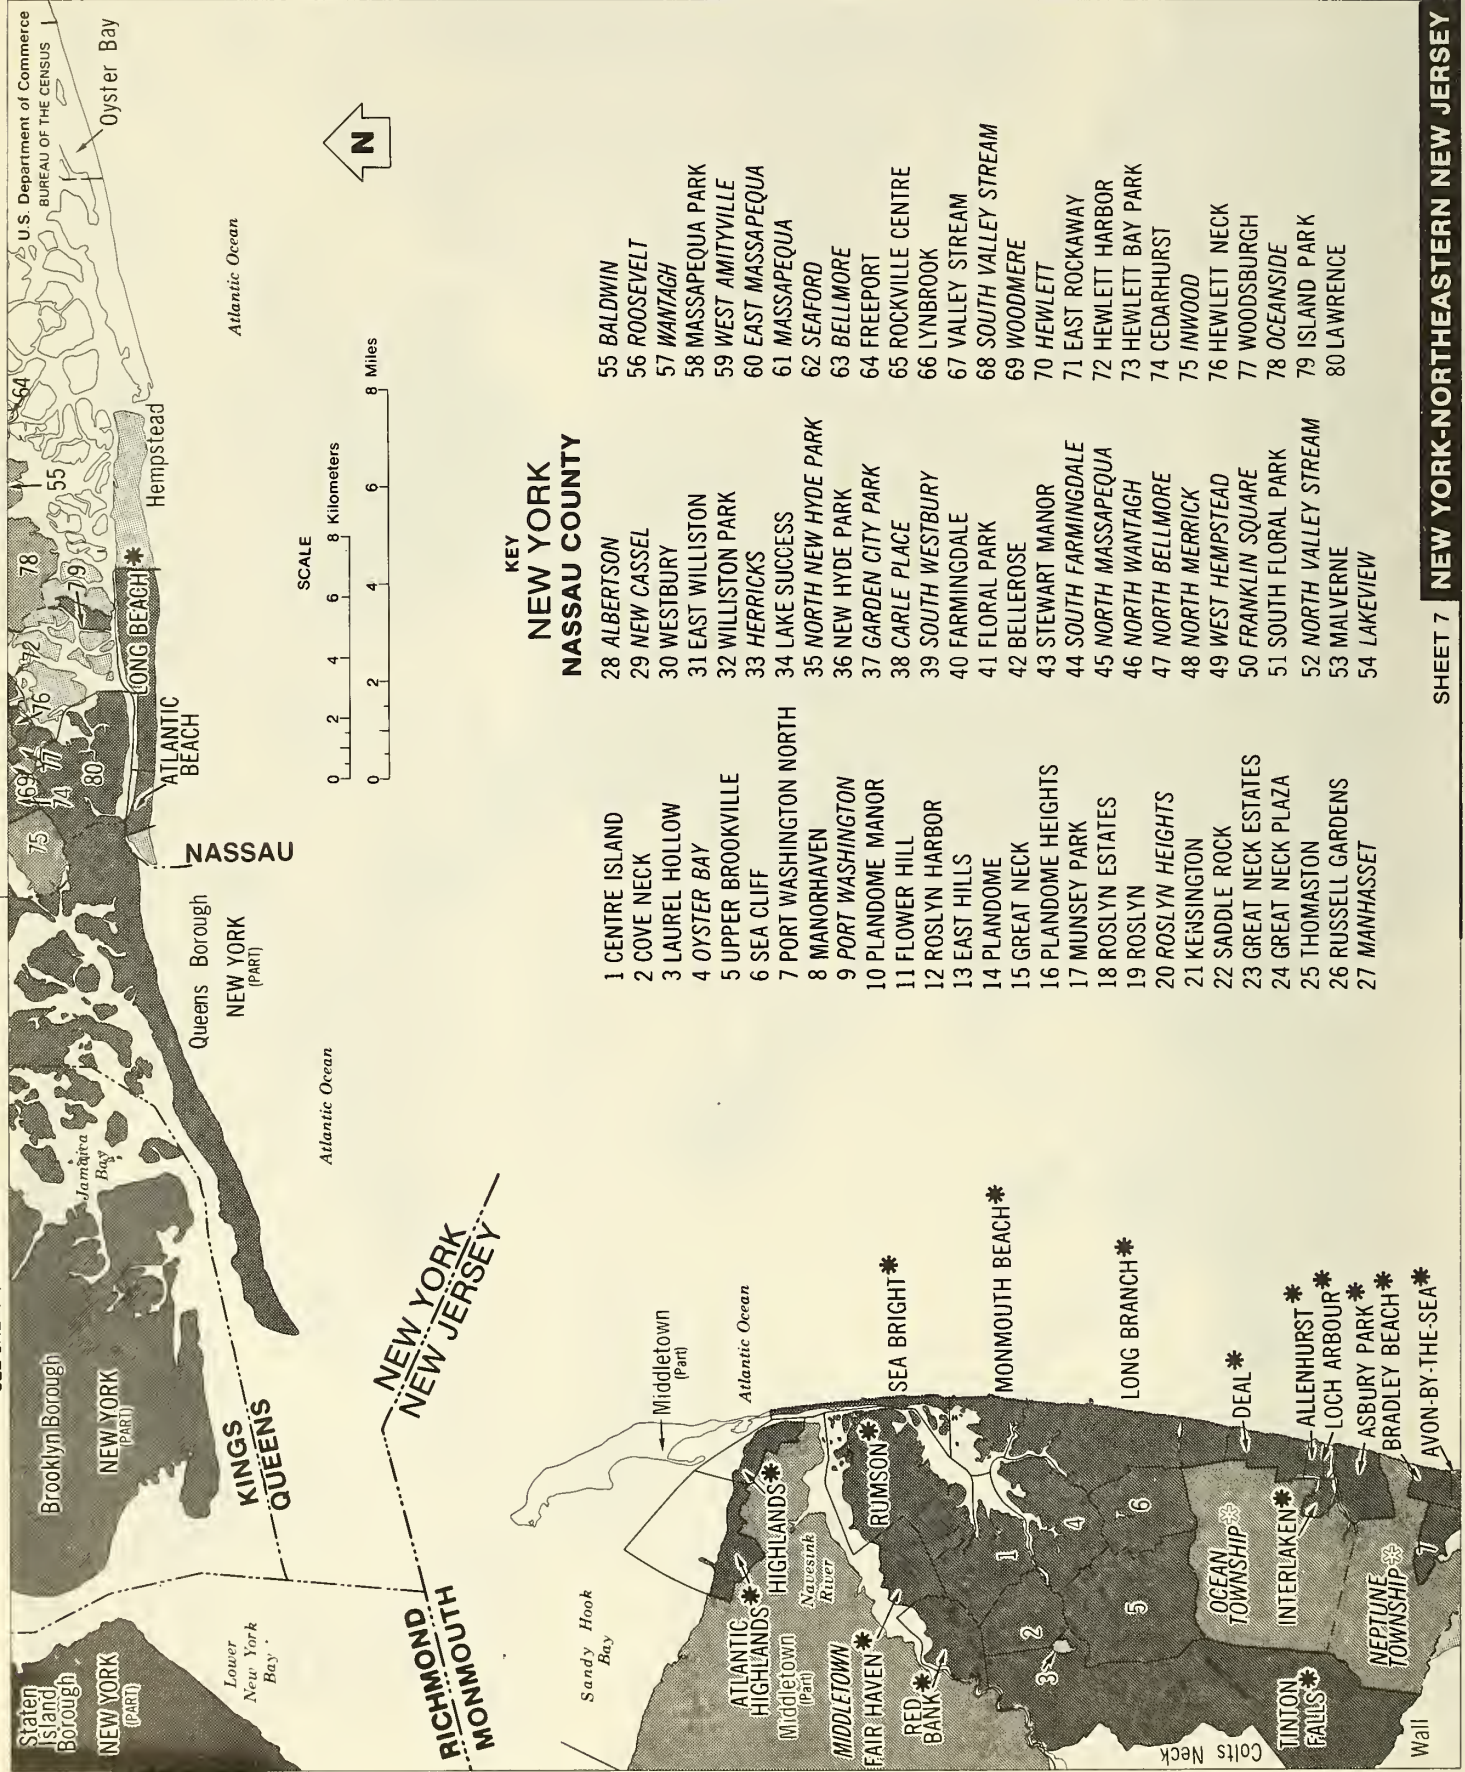 U.S. Department of Commerce
BUREAU OF THE CENSUS
Oyster Bay
N
Atlantic Ocean
64
55
Hempstead
78
79
72
76
LONG BEACH*
69
77
74
80
ATLANTIC
BEACH
75
NASSAU
Queens Borough
NEW YORK
(PART)
Atlantic Ocean
Jamaica
Bay
Brooklyn Borough
NEW YORK
(PART)
KINGS
QUEENS
Staten
Island
Borough
NEW YORK
(PART)
Lower
New York
Bay
NEW YORK
NEW JERSEY
RICHMOND
MONMOUTH
SCALE
0 2 4 6 8 Kilometers
0 2 4 6 8 Miles
KEY
NEW YORK
NASSAU COUNTY
1 CENTRE ISLAND
2 COVE NECK
3 LAUREL HOLLOW
4 OYSTER BAY
5 UPPER BROOKVILLE
6 SEA CLIFF
7 PORT WASHINGTON NORTH
8 MANORHAVEN
9 PORT WASHINGTON
10 PLANDOME MANOR
11 FLOWER HILL
12 ROSLYN HARBOR
13 EAST HILLS
14 PLANDOME
15 GREAT NECK
16 PLANDOME HEIGHTS
17 MUNSEY PARK
18 ROSLYN ESTATES
19 ROSLYN
20 ROSLYN HEIGHTS
21 KENSINGTON
22 SADDLE ROCK
23 GREAT NECK ESTATES
24 GREAT NECK PLAZA
25 THOMASTON
26 RUSSELL GARDENS
27 MANHASSET
28 ALBERTSON
29 NEW CASSEL
30 WESTBURY
31 EAST WILLISTON
32 WILLISTON PARK
33 HERRICKS
34 LAKE SUCCESS
35 NORTH NEW HYDE PARK
36 NEW HYDE PARK
37 GARDEN CITY PARK
38 CARLE PLACE
39 SOUTH WESTBURY
40 FARMINGDALE
41 FLORAL PARK
42 BELLEROSE
43 STEWART MANOR
44 SOUTH FARMINGDALE
45 NORTH MASSAPEQUA
46 NORTH WANTAGH
47 NORTH BELLMORE
48 NORTH MERRICK
49 WEST HEMPSTEAD
50 FRANKLIN SQUARE
51 SOUTH FLORAL PARK
52 NORTH VALLEY STREAM
53 MALVERNE
54 LAKEVIEW
55 BALDWIN
56 ROOSEVELT
57 WANTAGH
58 MASSAPEQUA PARK
59 WEST AMITYVILLE
60 EAST MASSAPEQUA
61 MASSAPEQUA
62 SEAFORD
63 BELLMORE
64 FREEPORT
65 ROCKVILLE CENTRE
66 LYNBROOK
67 VALLEY STREAM
68 SOUTH VALLEY STREAM
69 WOODMERE
70 HEWLETT
71 EAST ROCKAWAY
72 HEWLETT HARBOR
73 HEWLETT BAY PARK
74 CEDARHURST
75 INWOOD
76 HEWLETT NECK
77 WOODSBURGH
78 OCEANSIDE
79 ISLAND PARK
80 LAWRENCE
Sandy Hook
Bay
Middletown
(Part)
Atlantic Ocean
ATLANTIC
HIGHLANDS*
HIGHLANDS*
Middletown
(Part)
Navesink
River
MIDDLETOWN
FAIR HAVEN*
RED
BANK*
RUMSON*
SEA BRIGHT*
MONMOUTH BEACH*
LONG BRANCH*
1
2
3
4
5
6
7
DEAL*
OCEAN
TOWNSHIP*
INTERLAKEN*
ALLENHURST*
LOCH ARBOUR*
ASBURY PARK*
BRADLEY BEACH*
AVON-BY-THE-SEA*
NEPTUNE
TOWNSHIP*
TINTON
FALLS*
Colts Neck
Wall
SHEET 7 NEW YORK-NORTHEASTERN NEW JERSEY